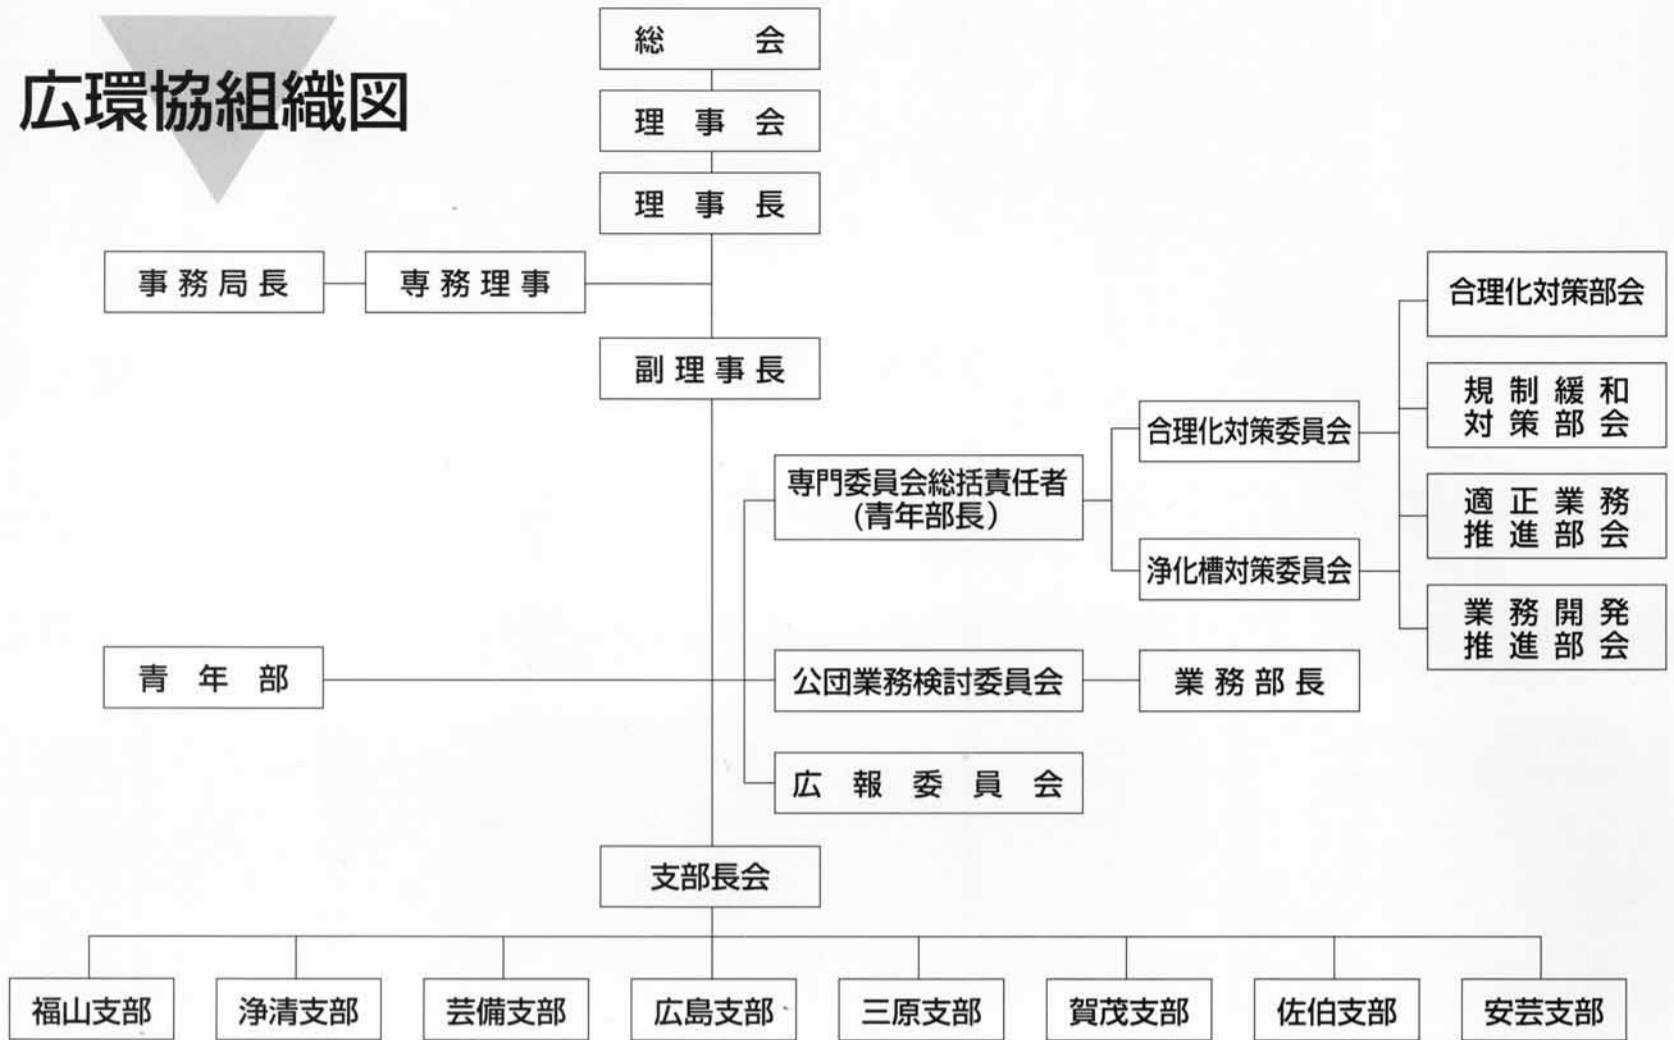 広環協組織図
総会
理事会
理事長
事務局長
専務理事
副理事長
専門委員会総括責任者
(青年部長)
合理化対策委員会
浄化槽対策委員会
合理化対策部会
規制緩和
対策部会
適正業務
推進部会
業務開発
推進部会
青年部
公団業務検討委員会
業務部長
広報委員会
支部長会
福山支部
浄清支部
芸備支部
広島支部
三原支部
賀茂支部
佐伯支部
安芸支部